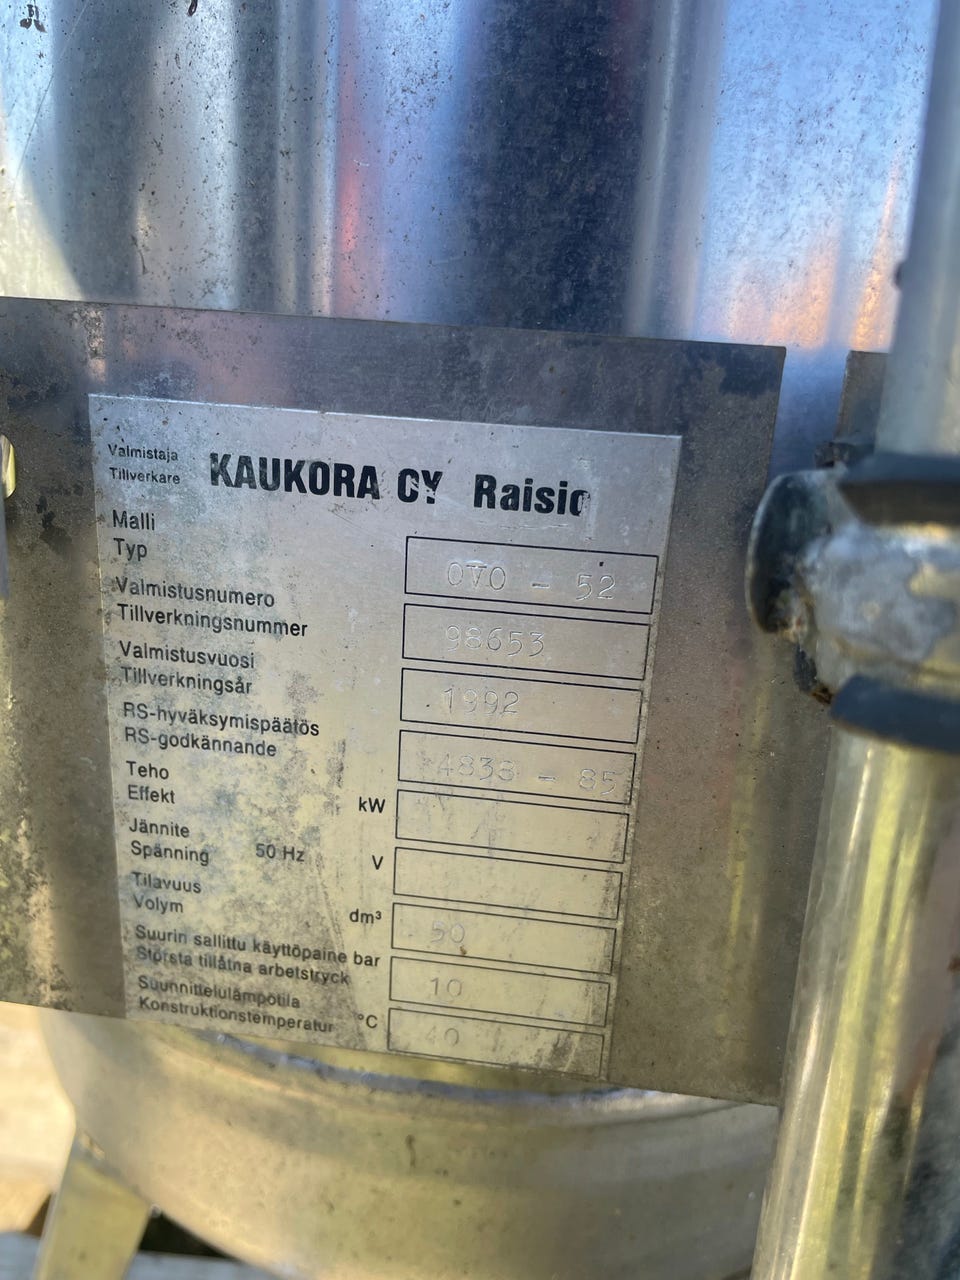 Valmistaja
Tillverkare
KAUKORA OY Raisio
Malli
Typ
OVO - 52
Valmistusnumero
Tillverkningsnummer
98653
Valmistusvuosi
Tillverkningsår
1992
RS-hyväksymispäätös
RS-godkännande
4838 - 85
Teho
Effekt kW
Jännite
Spänning 50 Hz V
Tilavuus
Volym dm³
50
Suurin sallittu käyttöpaine bar
Största tillåtna arbetstryck
10
Suunnittelulämpötila
Konstruktionstemperatur °C
40